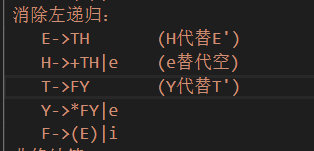 消除左递归:
E->TH (H代替E')
H->+TH|e (e替代空)
T->FY (Y代替T')
Y->*FY|e
F->(E)|i